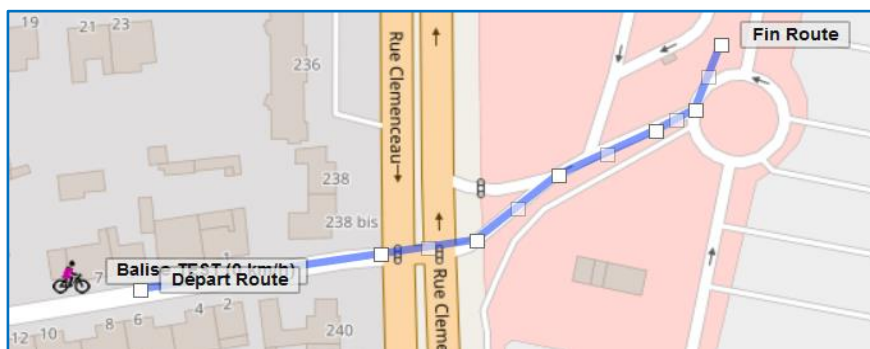 19
21
23
Fin Route
236
Rue Clemenceau
238
238 bis
1
7
Balise TEST (0 km/h)
Départ Route
2
4
6
8
10
12
240
Rue Clemen